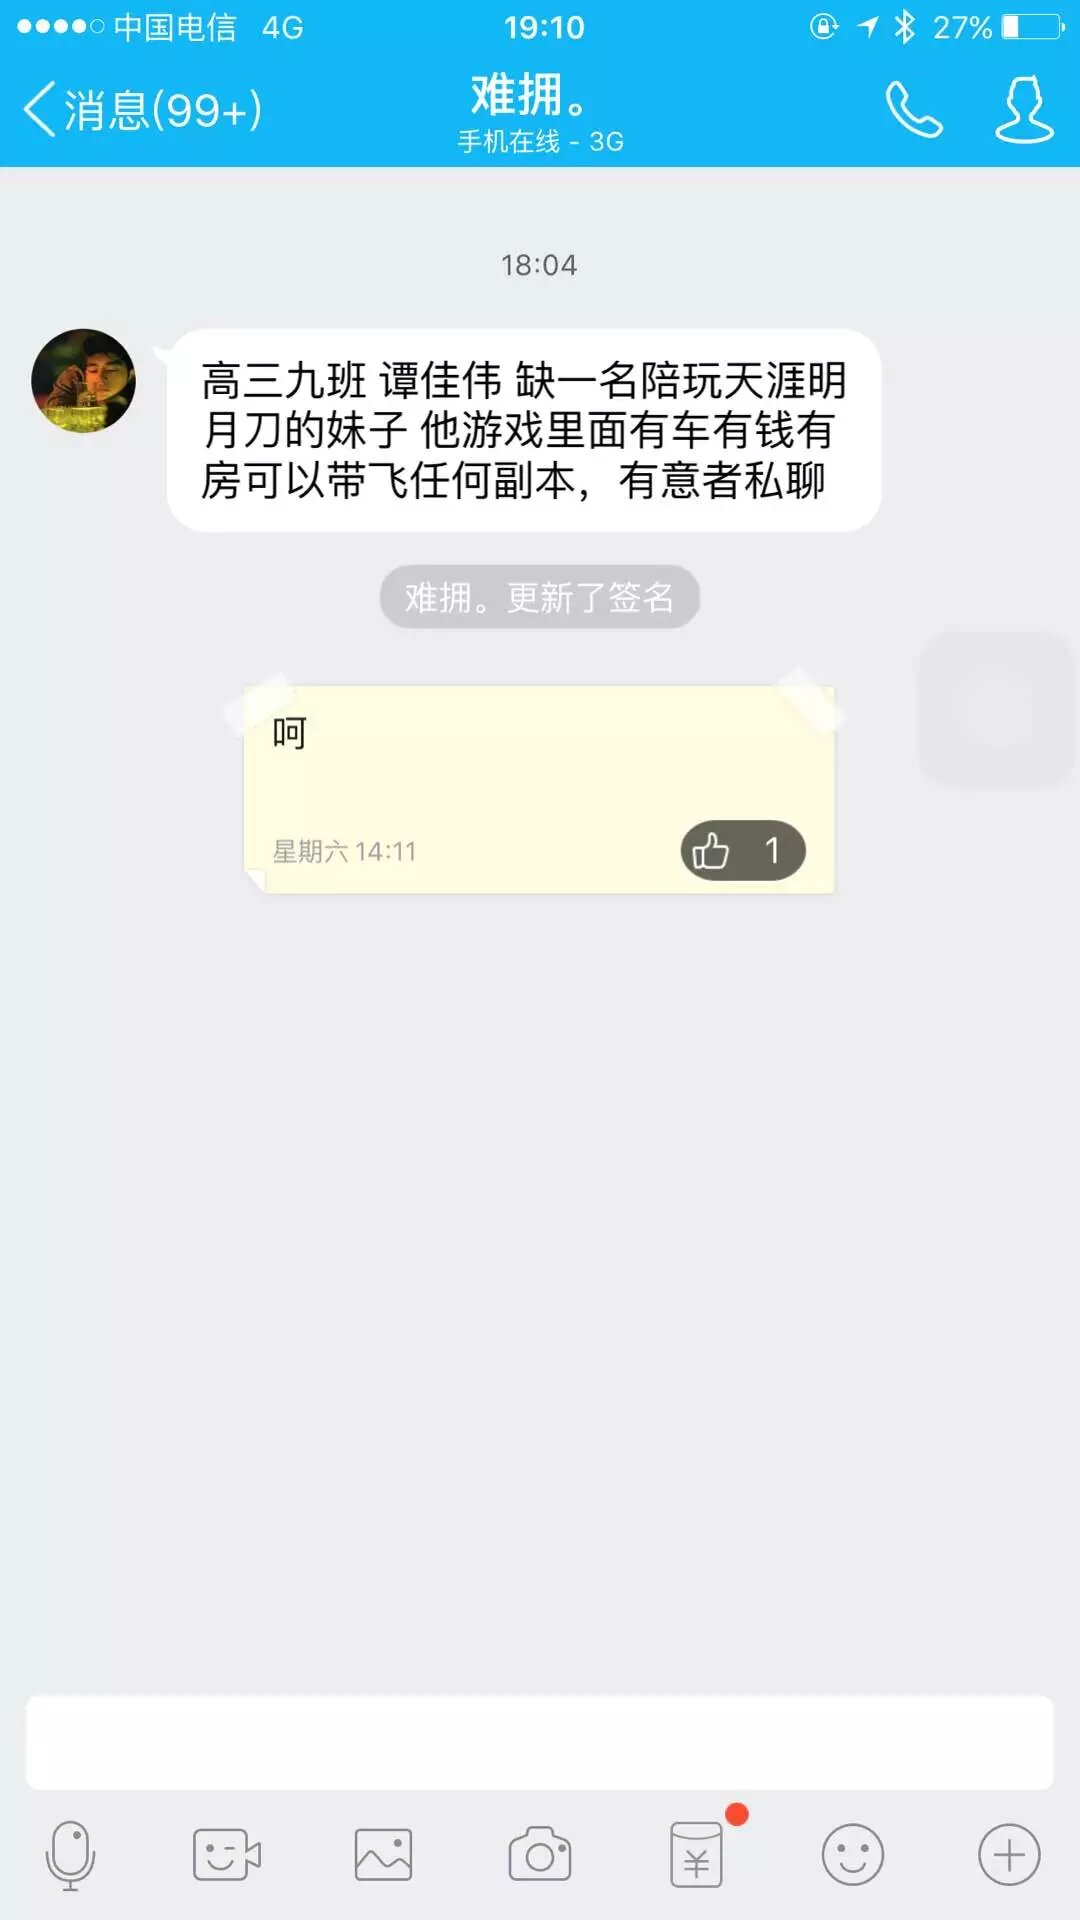 中国电信 4G 19:10 27%
消息(99+) 难拥。
手机在线 - 3G
18:04
高三九班 谭佳伟 缺一名陪玩天涯明
月刀的妹子 他游戏里面有车有钱有
房可以带飞任何副本，有意者私聊
难拥。更新了签名
呵
星期六 14:11 1